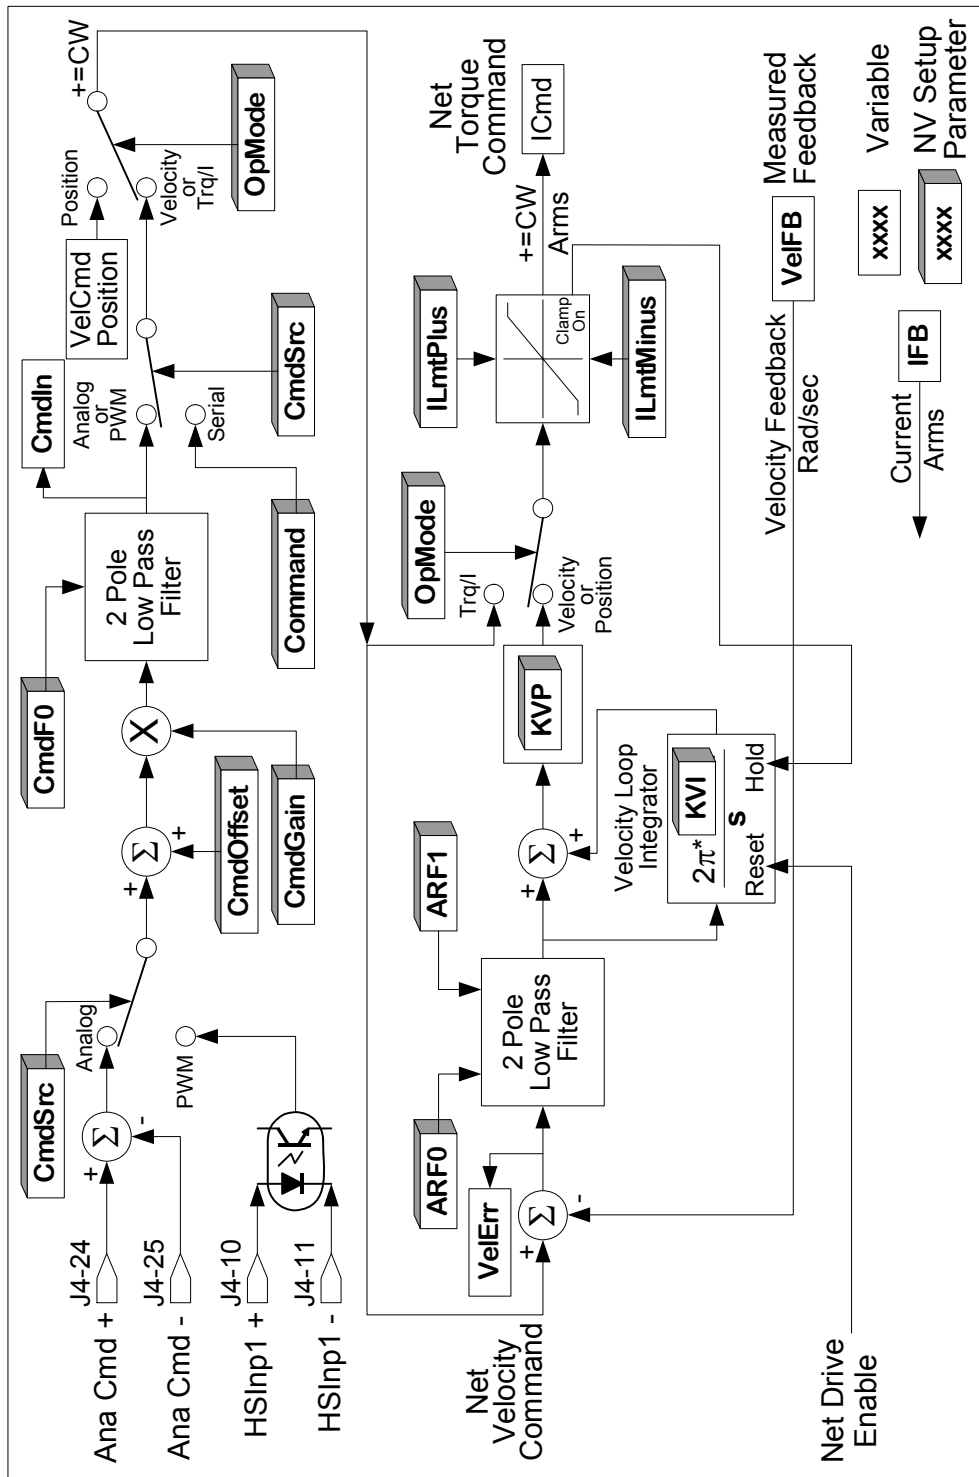 Ana Cmd +
J4-24
Ana Cmd -
J4-25
HSInp1 +
J4-10
HSInp1 -
J4-11
+
-
Σ
CmdSrc
Analog
PWM
+
Σ
+
CmdOffset
CmdGain
X
CmdF0
2 Pole
Low Pass
Filter
CmdIn
Analog
or
PWM
Serial
Command
CmdSrc
VelCmd
Position
Position
Velocity
or
Trq/I
OpMode
+=CW
Net
Velocity
Command
+
-
Σ
VelErr
ARF0
ARF1
2 Pole
Low Pass
Filter
+
Σ
+
Velocity Loop
Integrator
2π*
KVI
s
Reset
Hold
KVP
Trq/I
Velocity
or
Position
OpMode
ILmtPlus
Clamp
On
ILmtMinus
+=CW
Arms
Net
Torque
Command
ICmd
Net Drive
Enable
Velocity Feedback
Rad/sec
VelFB
Measured
Feedback
Current
Arms
IFB
xxxx
Variable
xxxx
NV Setup
Parameter